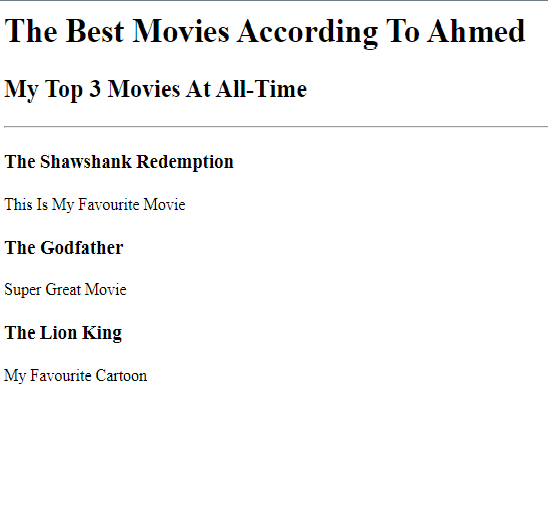 The Best Movies According To Ahmed
My Top 3 Movies At All-Time
The Shawshank Redemption
This Is My Favourite Movie
The Godfather
Super Great Movie
The Lion King
My Favourite Cartoon